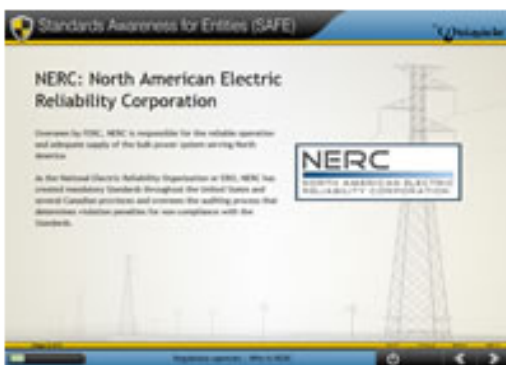 Standards Awareness for Entities (SAFE)
NERC: North American Electric
Reliability Corporation
Overseen by FERC, NERC is responsible for the reliable operation
and adequate supply of the bulk power system serving North
America.
As the National Electric Reliability Organization or ERO, NERC has
created mandatory Standards throughout the United States and
several Canadian provinces and oversees the auditing process that
determines violation penalties for non-compliance with the
Standards.
NERC
NORTH AMERICAN ELECTRIC
RELIABILITY CORPORATION